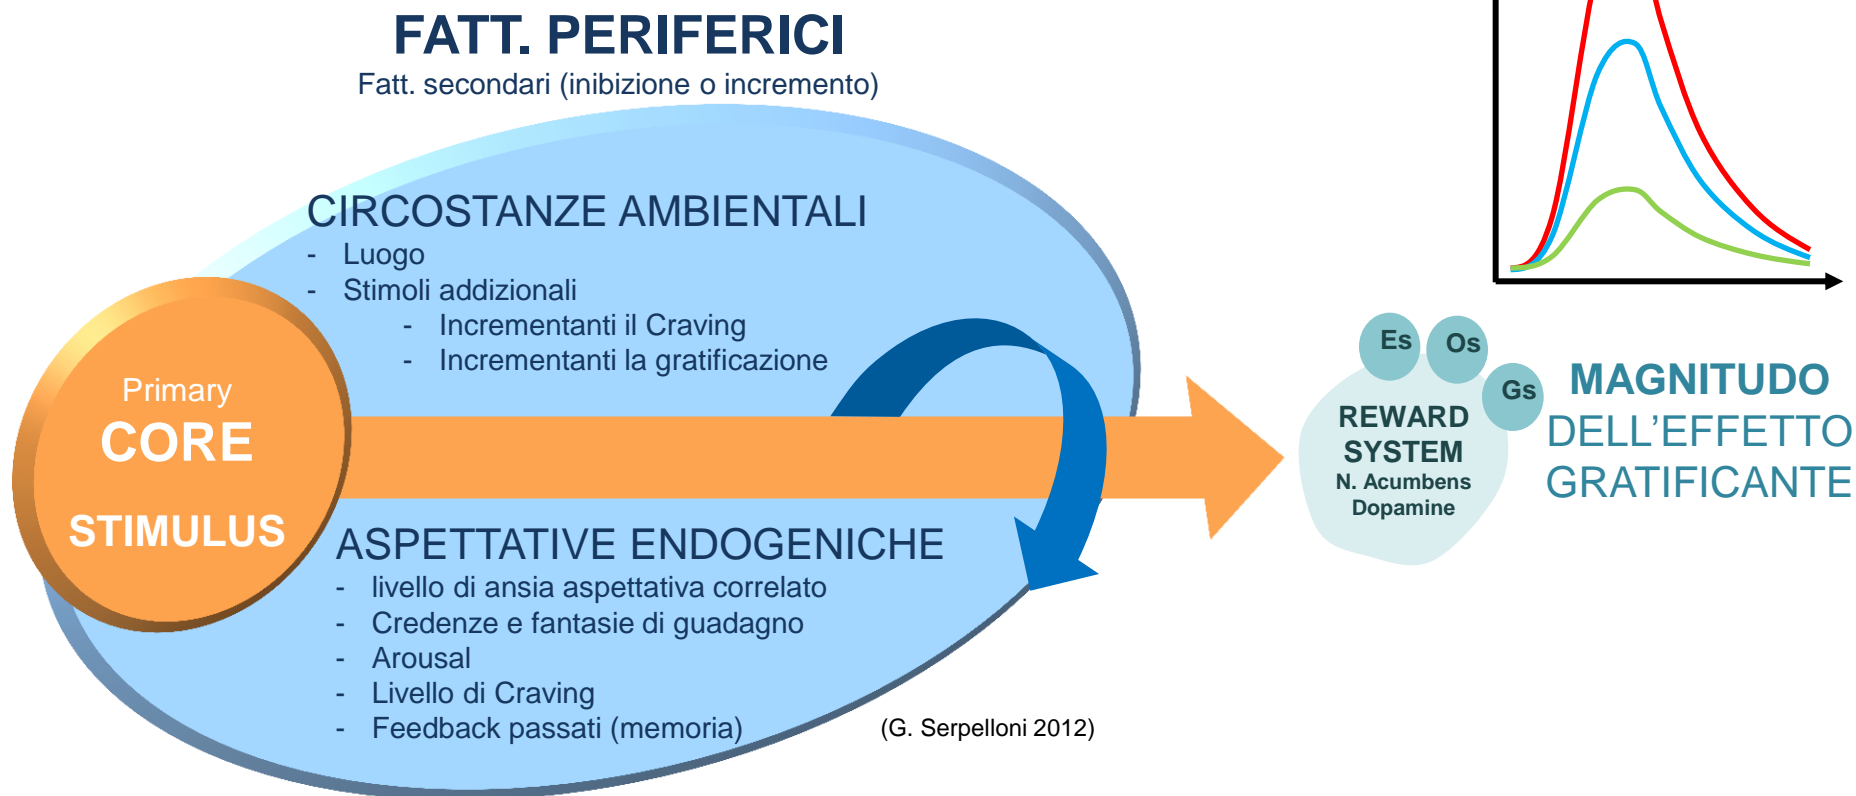 FATT. PERIFERICI
Fatt. secondari (inibizione o incremento)
CIRCOSTANZE AMBIENTALI
- Luogo
- Stimoli addizionali
- Incrementanti il Craving
- Incrementanti la gratificazione
Primary
CORE
STIMULUS
ASPETTATIVE ENDOGENICHE
- livello di ansia aspettativa correlato
- Credenze e fantasie di guadagno
- Arousal
- Livello di Craving
- Feedback passati (memoria)
(G. Serpelloni 2012)
Es
Os
Gs
REWARD
SYSTEM
N. Acumbens
Dopamine
MAGNITUDO
DELL'EFFETTO
GRATIFICANTE